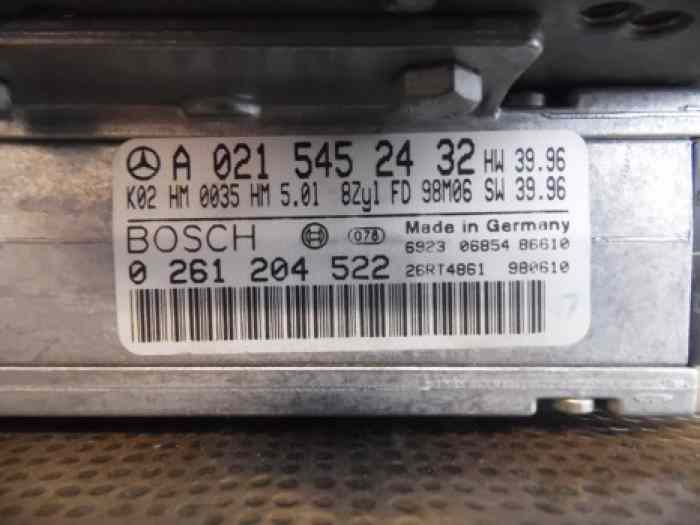 A 021 545 24 32 HW 39.96
K02 HM 0035 HM 5.01 8Zyl FD 98M06 SW 39.96
BOSCH 078 Made in Germany
6923 06854 86610
0 261 204 522 26RT4861 980610
7